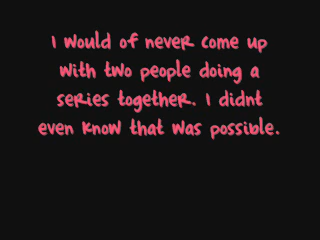 I would of never come up
with two people doing a
series together. I didnt
even know that was possible.